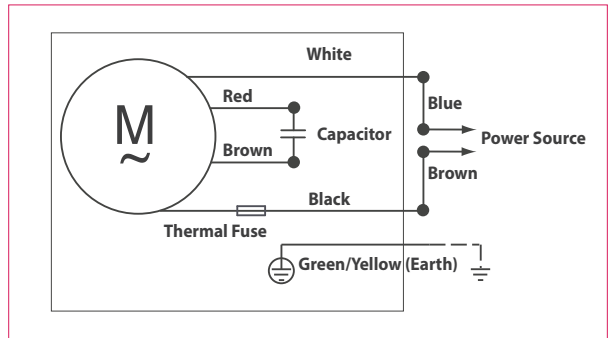 White
Red
Blue
M
~
Capacitor
Power Source
Brown
Brown
Black
Thermal Fuse
Green/Yellow (Earth)